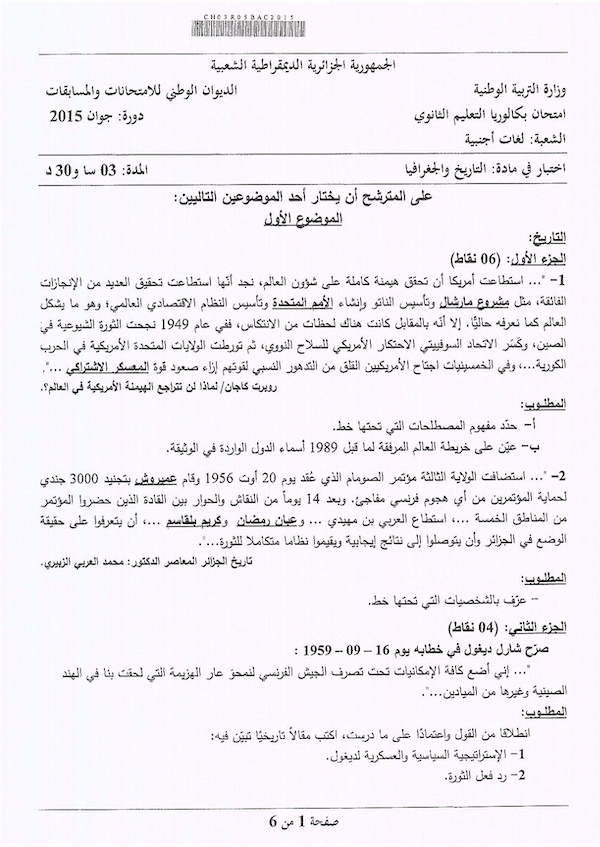 CH03R05BAC2015
الجمهورية الجزائرية الديمقراطية الشعبية
وزارة التربية الوطنية الديوان الوطني للامتحانات والمسابقات
امتحان بكالوريا التعليم الثانوي دورة: جوان 2015
الشعبة: لغات أجنبية
اختبار في مادة: التاريخ والجغرافيا المدة: 03 سا و30 د
على المترشح أن يختار أحد الموضوعين التاليين:
الموضوع الأول
التاريخ:
الجزء الأول: (06 نقاط)
1- "... استطاعت أمريكا أن تحقق هيمنة كاملة على شؤون العالم، نجد أنّها استطاعت تحقيق العديد من الإنجازات
الفائقة، مثل مشروع مارشال وتأسيس الناتو وإنشاء الأمم المتحدة وتأسيس النظام الاقتصادي العالمي؛ وهو ما يشكل
العالم كما نعرفه حاليًّا. إلا أنّه بالمقابل كانت هناك لحظات من الانتكاس، ففي عام 1949 نجحت الثورة الشيوعية في
الصين، وكسّر الاتحاد السوفييتي الاحتكار الأمريكي للسلاح النووي، ثم تورطت الولايات المتحدة الأمريكية في الحرب
الكورية...، وفي الخمسينيات اجتاح الأمريكيين القلق من التدهور النسبي لقوتهم إزاء صعود قوة المعسكر الاشتراكي ...".
روبرت كاجان/ لماذا لن تتراجع الهيمنة الأمريكية في العالم؟.
المطلوب:
أ- حدّد مفهوم المصطلحات التي تحتها خط.
ب- عيّن على خريطة العالم المرفقة لما قبل 1989 أسماء الدول الواردة في الوثيقة.
2- "... استضافت الولاية الثالثة مؤتمر الصومام الذي عُقد يوم 20 أوت 1956 وقام عميروش بتجنيد 3000 جندي
لحماية المؤتمرين من أي هجوم فرنسي مفاجئ. وبعد 14 يوماً من النقاش والحوار بين القادة الذين حضروا المؤتمر
من المناطق الخمسة ...، استطاع العربي بن مهيدي ... وعبان رمضان وكريم بلقاسم ...، أن يتعرفوا على حقيقة
الوضع في الجزائر وأن يتوصلوا إلى نتائج إيجابية ويقيموا نظاما متكاملا للثورة...".
تاريخ الجزائر المعاصر الدكتور: محمد العربي الزبيري.
المطلوب:
- عرّف بالشخصيات التي تحتها خط.
الجزء الثاني: (04 نقاط)
صرّح شارل ديغول في خطابه يوم 16 – 09 – 1959 :
"... إني أضع كافة الإمكانيات تحت تصرف الجيش الفرنسي لنمحوَ عار الهزيمة التي لحقت بنا في الهند
الصينية وغيرها من الميادين...".
المطلوب:
انطلاقا من القول واعتمادًا على ما درست، اكتب مقالاً تاريخيًّا تبيّن فيه:
1- الإستراتيجية السياسية والعسكرية لديغول.
2- رد فعل الثورة.
صفحة 1 من 6